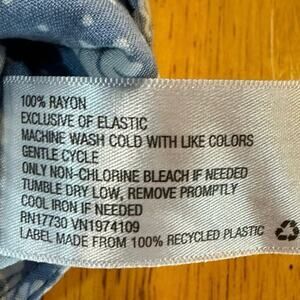 100% RAYON
EXCLUSIVE OF ELASTIC
MACHINE WASH COLD WITH LIKE COLORS
GENTLE CYCLE
ONLY NON-CHLORINE BLEACH IF NEEDED
TUMBLE DRY LOW, REMOVE PROMPTLY
COOL IRON IF NEEDED
RN17730 VN1974109
LABEL MADE FROM 100% RECYCLED PLASTIC